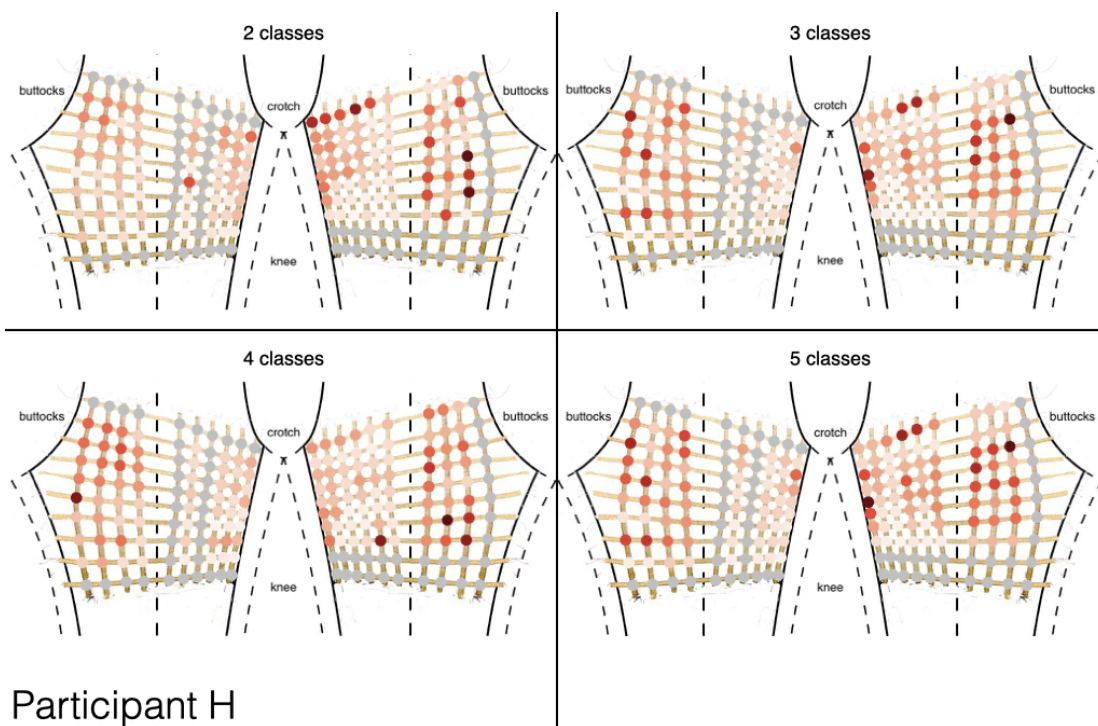 2 classes
buttocks
crotch
buttocks
knee
3 classes
buttocks
crotch
buttocks
knee
4 classes
buttocks
crotch
buttocks
knee
5 classes
buttocks
crotch
buttocks
knee
Participant H